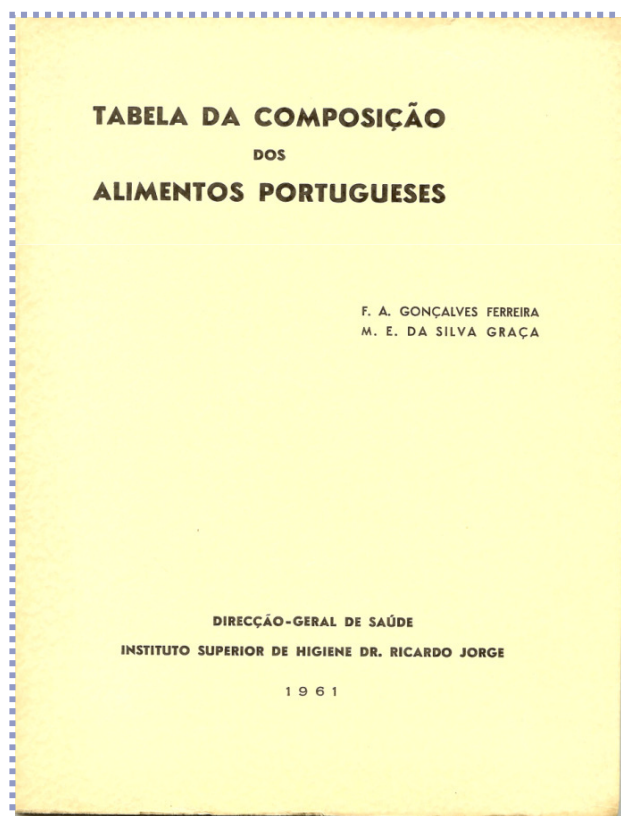 TABELA DA COMPOSIÇÃO
DOS
ALIMENTOS PORTUGUESES
F. A. GONÇALVES FERREIRA
M. E. DA SILVA GRAÇA
DIRECÇÃO-GERAL DE SAÚDE
INSTITUTO SUPERIOR DE HIGIENE DR. RICARDO JORGE
1961